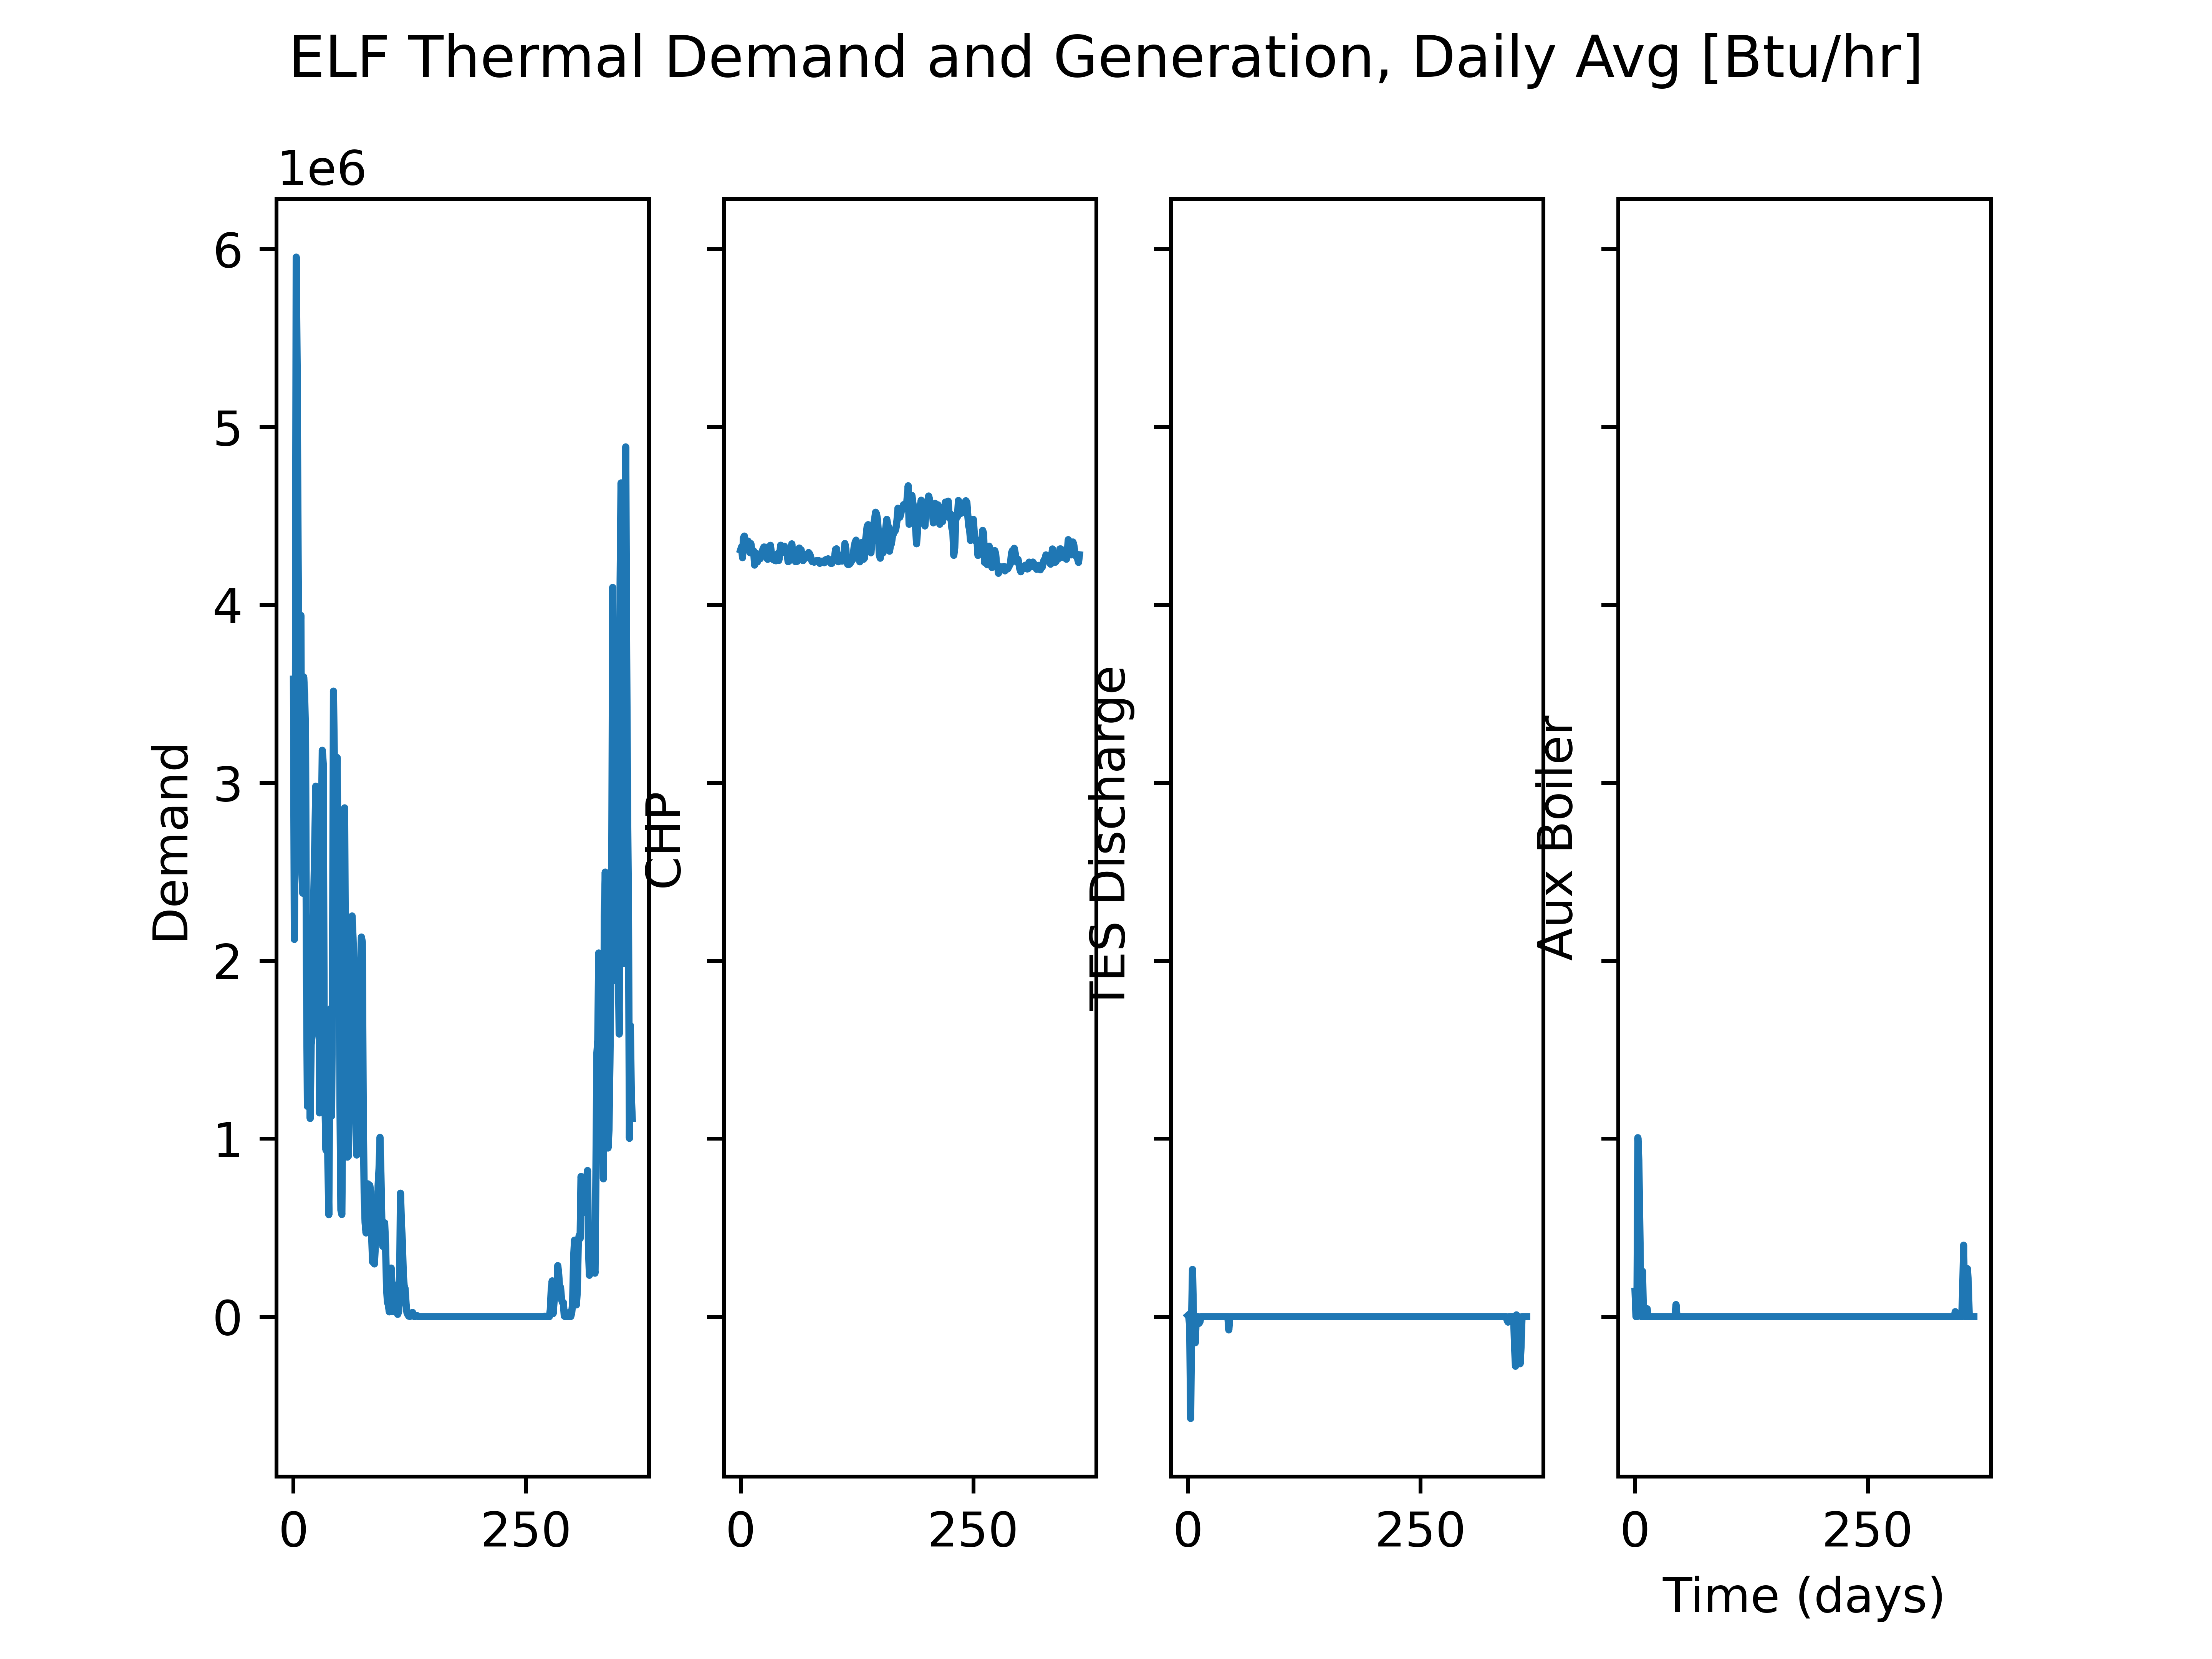 ELF Thermal Demand and Generation, Daily Avg [Btu/hr]
1e6
6
5
4
3
2
1
0
Demand
CHP
TES Discharge
Aux Boiler
0 250
0 250
0 250
0 250
Time (days)